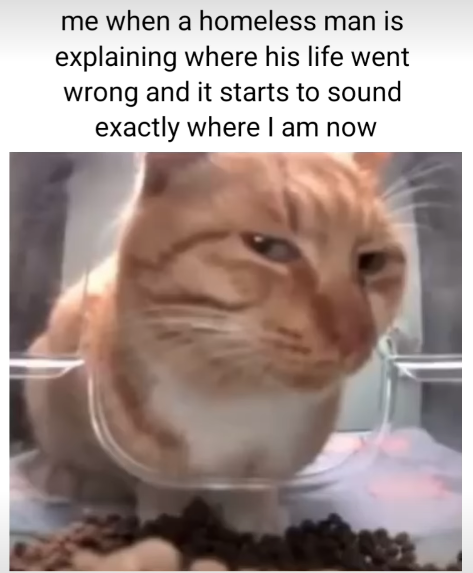 me when a homeless man is
explaining where his life went
wrong and it starts to sound
exactly where I am now